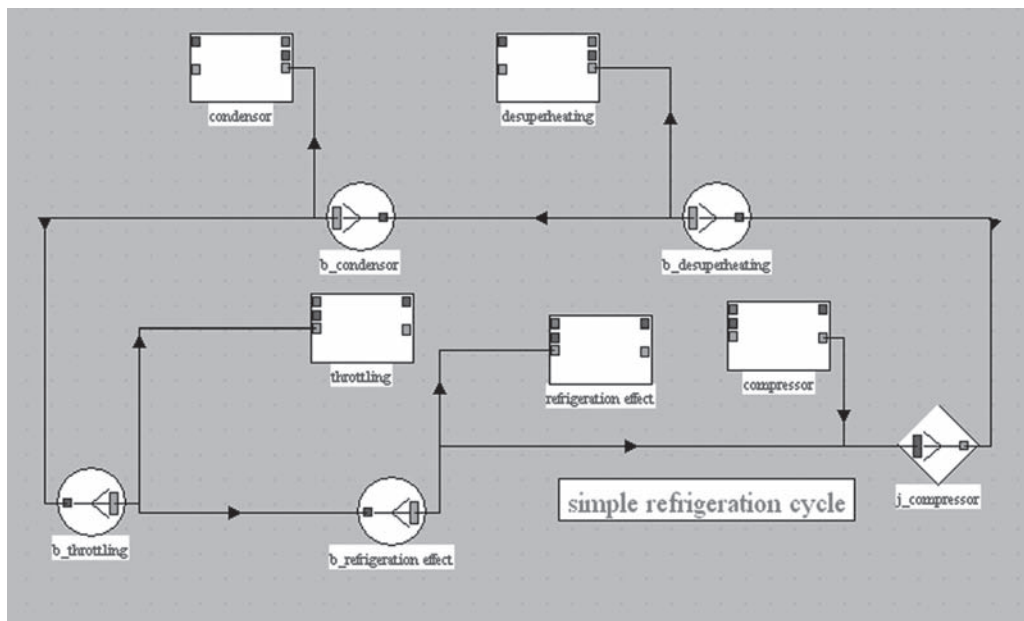 condensor
desuperheating
b_condensor
b_desuperheating
throttling
refrigeration effect
compressor
simple refrigeration cycle
j_compressor
b_throttling
b_refrigeration effect